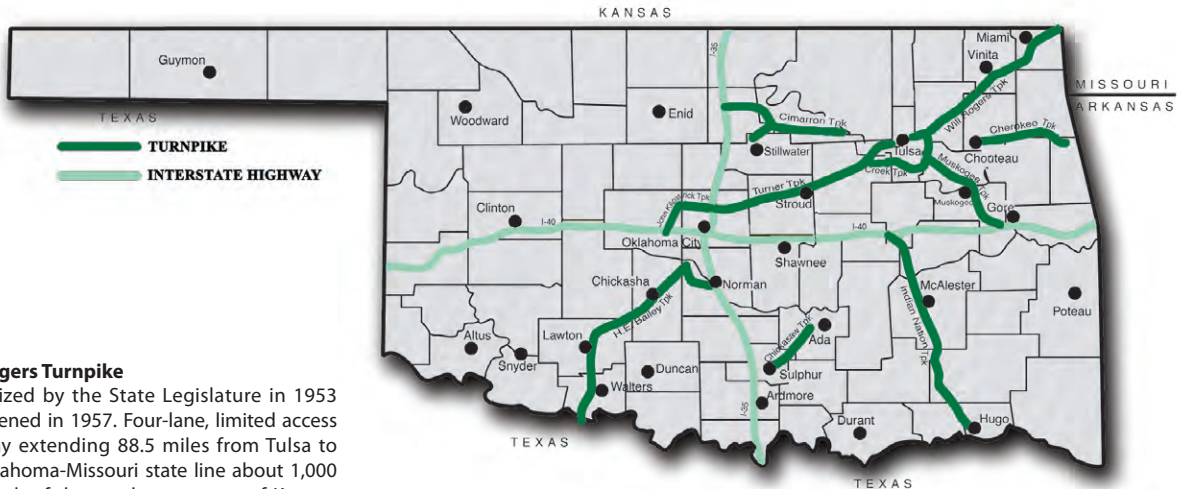 KANSAS
Miami
Vinita
Guymon
I-35
MISSOURI
ARKANSAS
Will Rogers Tpk
TEXAS
Woodward
Enid
Cimarron Tpk
Cherokee Tpk
TURNPIKE
Stillwater
Tulsa
Chooteau
INTERSTATE HIGHWAY
Creek Tpk
Muskogee Tpk
Turner Tpk
Stroud
Muskogee
Clinton
Gore
I-40
Oklahoma City
I-40
Shawnee
Chickasha
Norman
McAlester
H.E. Bailey Tpk
Indian Nation Tpk
Poteau
Altus
Lawton
Chickasaw Tpk
Ada
Snyder
Duncan
Sulphur
Walters
Ardmore
I-35
Hugo
Durant
TEXAS
TEXAS
gers Turnpike
ized by the State Legislature in 1953
ened in 1957. Four-lane, limited access
y extending 88.5 miles from Tulsa to
lahoma-Missouri state line about 1,000